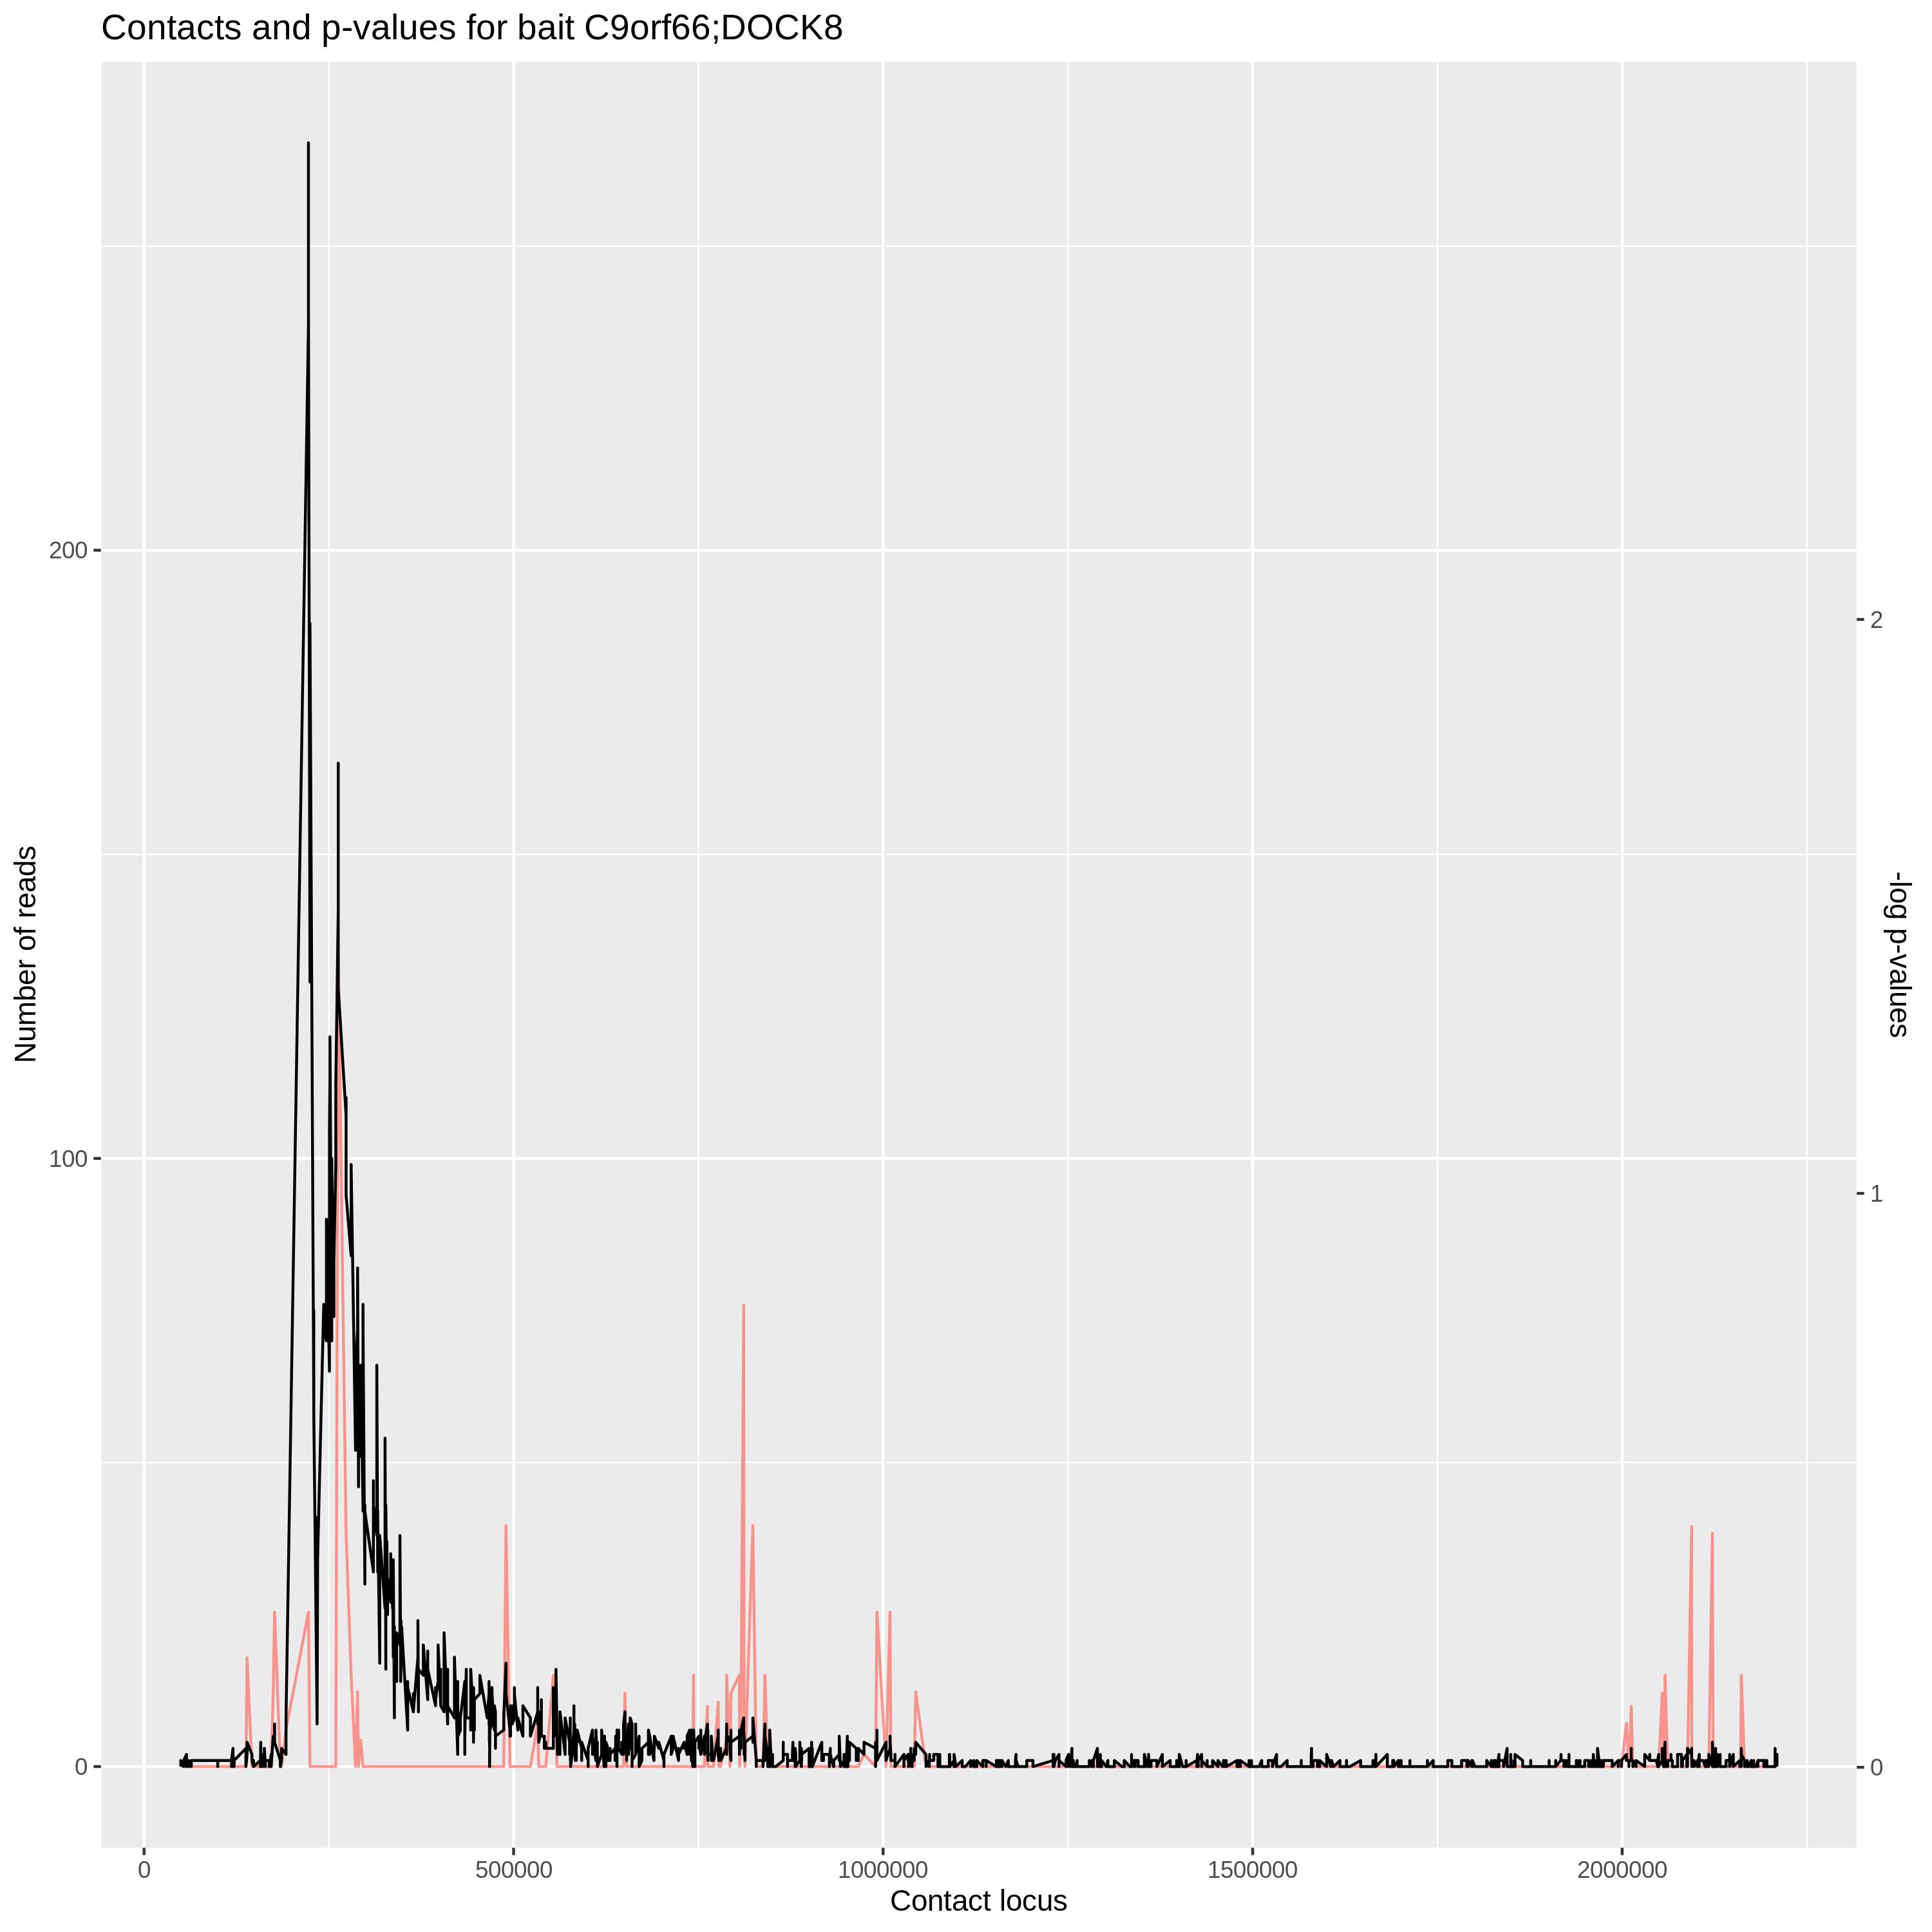 Contacts and p-values for bait C9orf66;DOCK8
Number of reads
200
100
0
2
1
0
-log p-values
0 500000 1000000 1500000 2000000
Contact locus